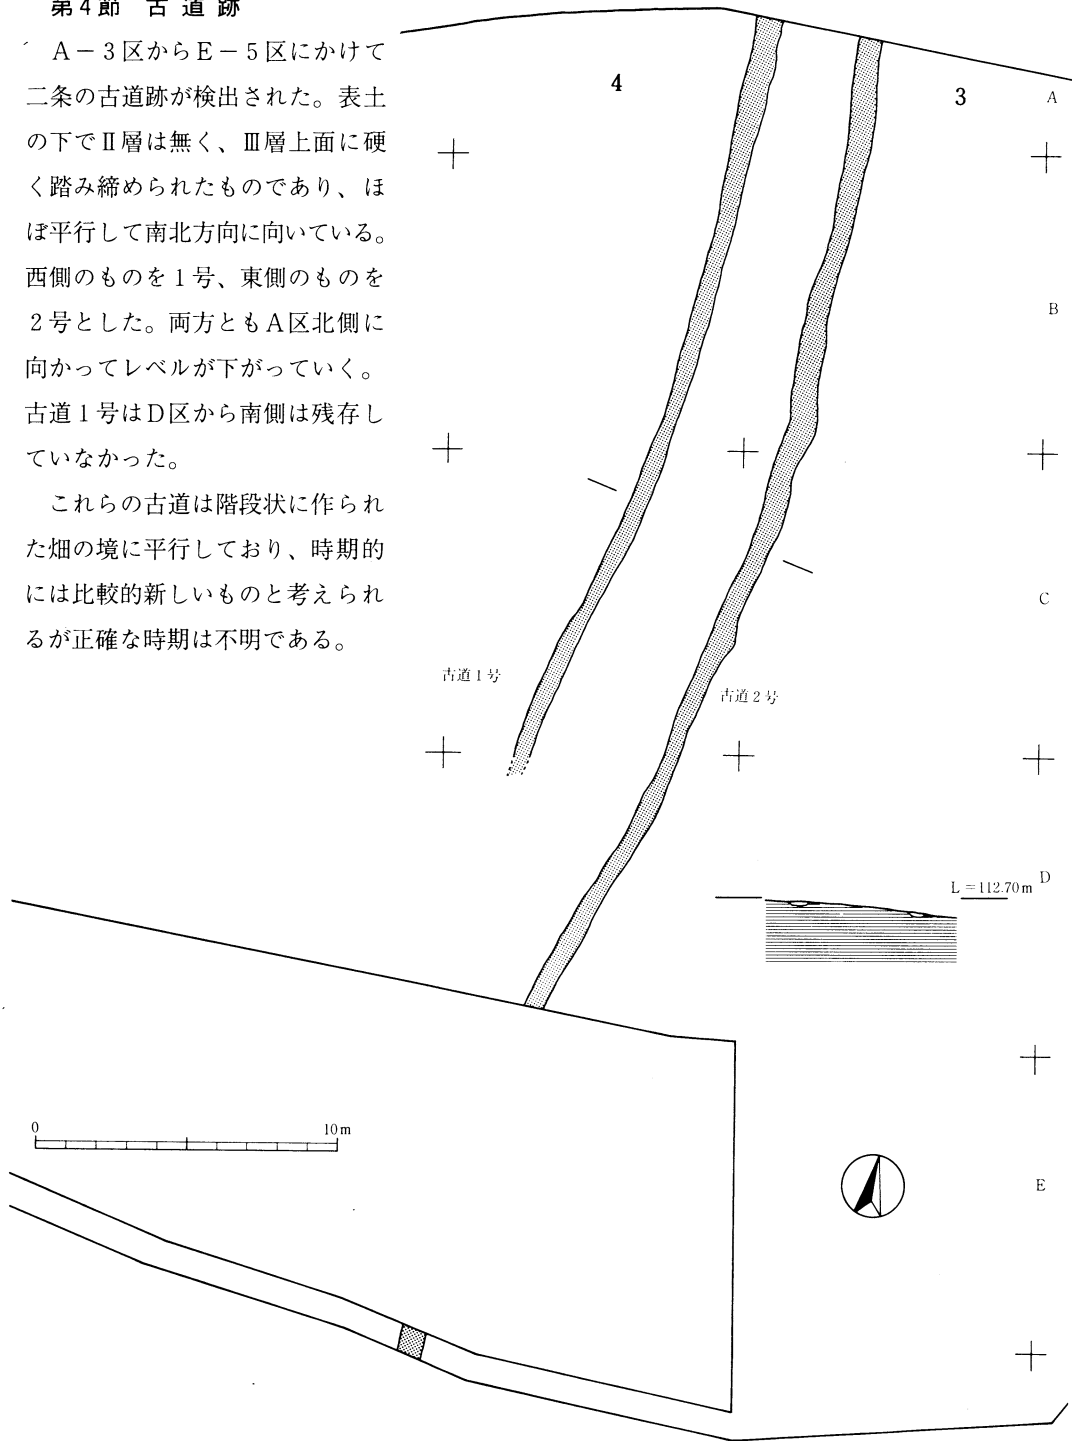 第4節 古道跡
A－3区からE－5区にかけて
二条の古道跡が検出された。表土
の下でⅡ層は無く、Ⅲ層上面に硬
く踏み締められたものであり、ほ
ぼ平行して南北方向に向いている。
西側のものを1号、東側のものを
2号とした。両方ともA区北側に
向かってレベルが下がっていく。
古道1号はD区から南側は残存し
ていなかった。
これらの古道は階段状に作られ
た畑の境に平行しており、時期的
には比較的新しいものと考えられ
るが正確な時期は不明である。
4
3
A
B
C
古道1号
古道2号
D
L=112.70m
0
10m
E